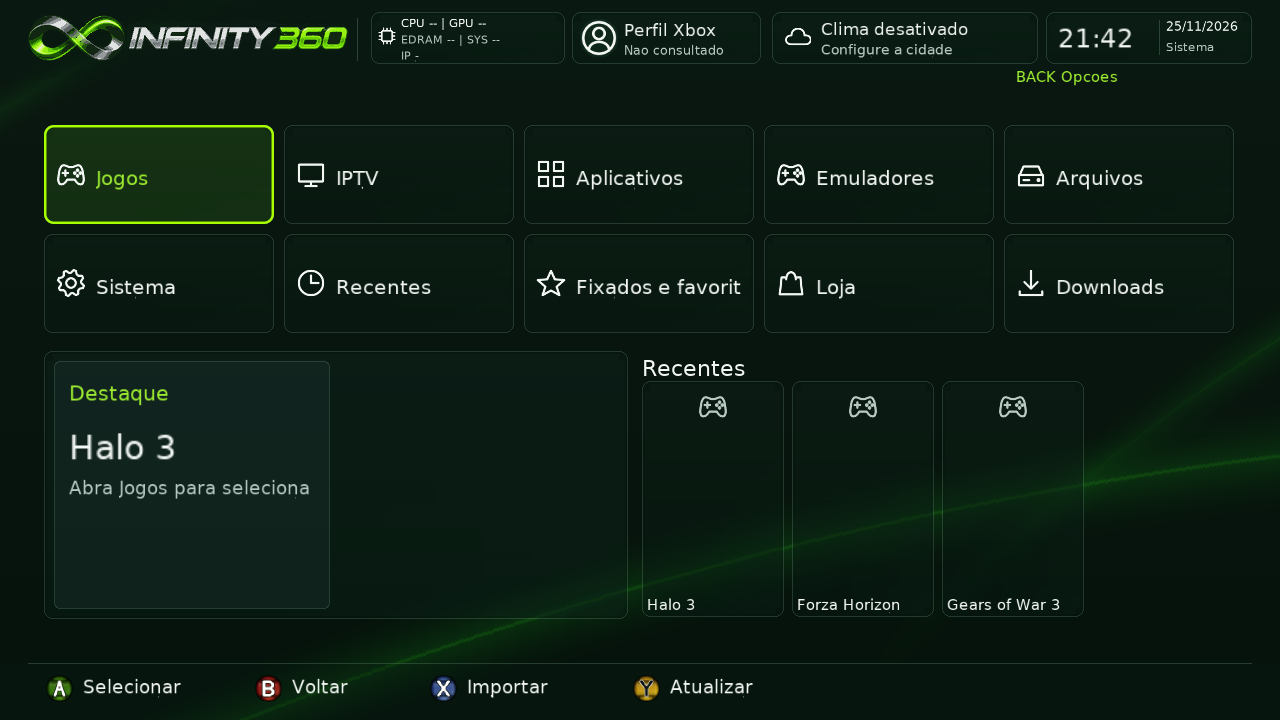 INFINITY 360
CPU -- | GPU --
EDRAM -- | SYS --
IP -
Perfil Xbox
Nao consultado
Clima desativado
Configure a cidade
21:42
25/11/2026
Sistema
BACK Opcoes
Jogos
IPTV
Aplicativos
Emuladores
Arquivos
Sistema
Recentes
Fixados e favorit
Loja
Downloads
Destaque
Halo 3
Abra Jogos para seleciona
Recentes
Halo 3
Forza Horizon
Gears of War 3
A Selecionar
B Voltar
X Importar
Y Atualizar